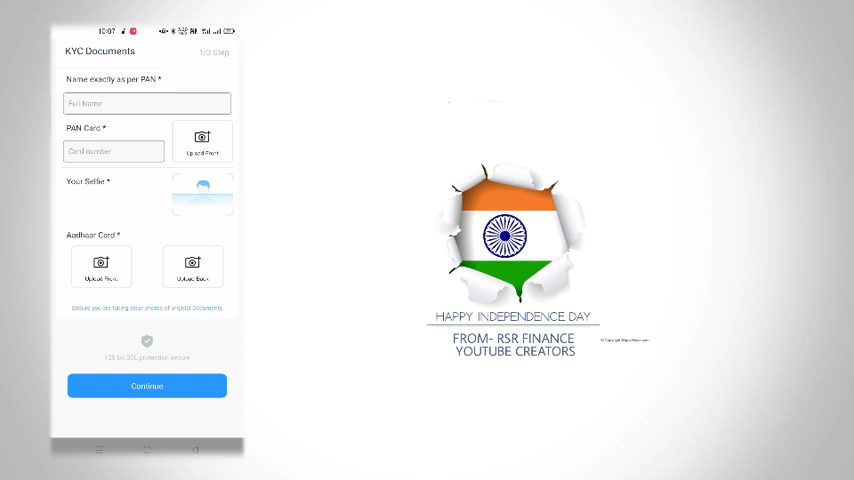 10:07
KYC Documents
1/3 Step
Name exactly as per PAN *
Full Name
PAN Card *
Card number
Upload Front
Your Selfie *
Aadhaar Card *
Upload Front
Upload Back
Ensure you are taking clear photos of original Documents.
128 bit SSL protection secure
Continue
HAPPY INDEPENDENCE DAY
FROM- RSR FINANCE
YOUTUBE CREATORS